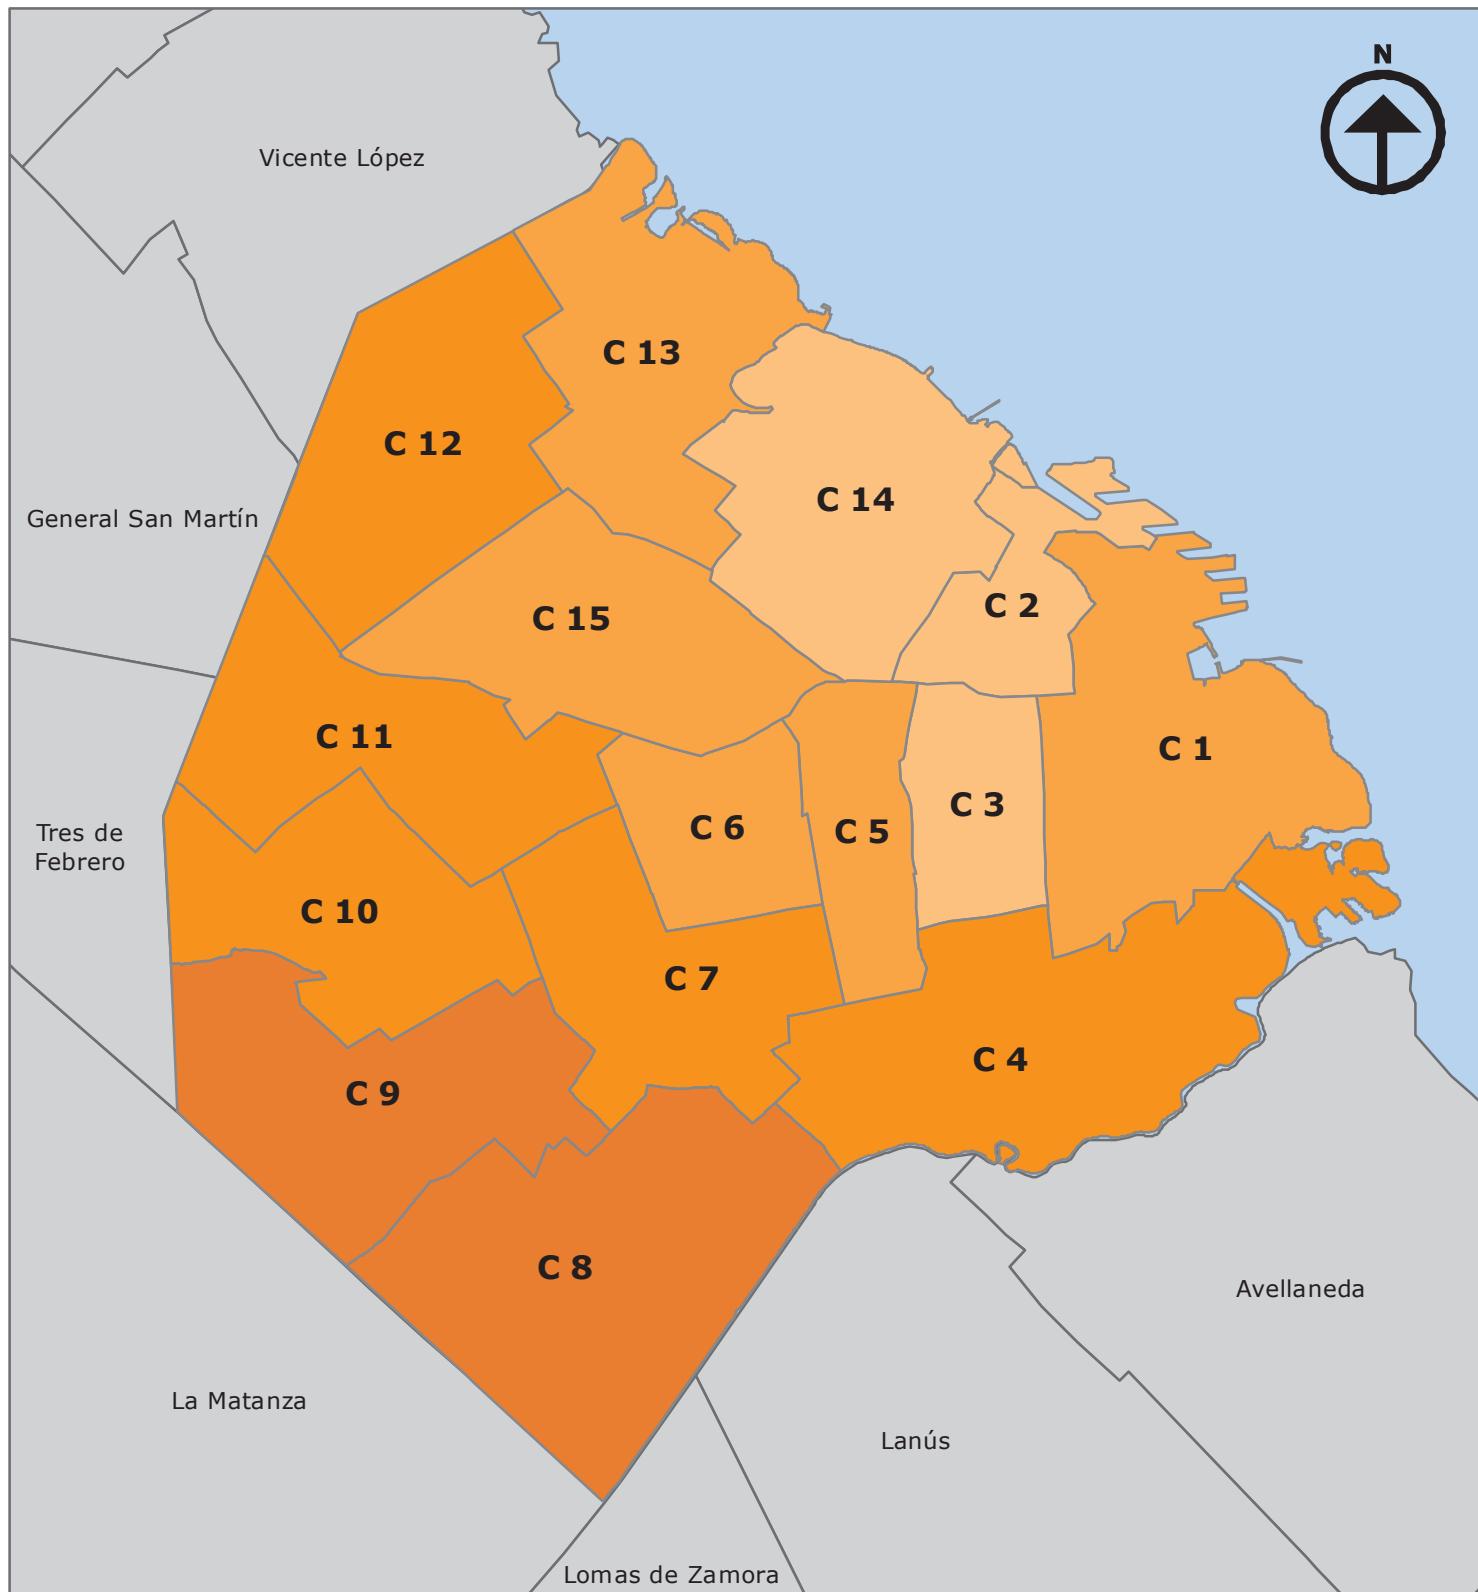 N
Vicente López
C 13
C 12
C 14
General San Martín
C 2
C 15
C 11
C 1
C 3
C 6
C 5
Tres de
Febrero
C 10
C 7
C 4
C 9
C 8
Avellaneda
La Matanza
Lanús
Lomas de Zamora